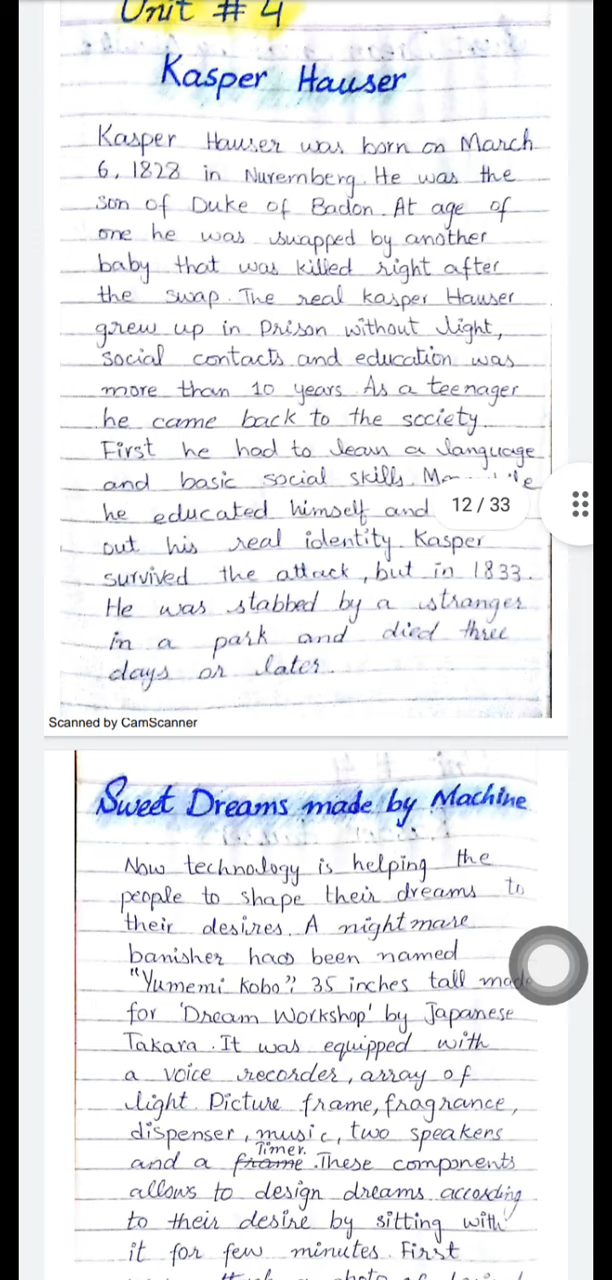 Unit # 4
Kasper Hauser
Kasper Hauser was born on March
6, 1828 in Nuremberg. He was the
son of Duke of Badon. At age of
one he was swapped by another
baby that was killed right after
the swap. The real kasper Hauser
grew up in Prison without light,
social contacts and education was
more than 10 years. As a teenager
he came back to the society.
First he had to lean a language
and basic social skills.
he educated himself and
12 / 33
out his real identity. Kasper
survived the attack, but in 1833.
He was stabbed by a stranger
in a park and died three
days or later.
Scanned by CamScanner
Sweet Dreams made by Machine
Now technology is helping the
people to shape their dreams to
their desires. A nightmare
banisher has been named
"Yumemi kobo" 35 inches tall made
for 'Dream Workshop' by Japanese
Takara. It was equipped with
a voice recorder, array of
light Picture frame, fragrance,
dispenser, music, two speakers
Timer.
and a frame. These components
allows to design dreams according
to their desire by sitting with
it for few minutes. First